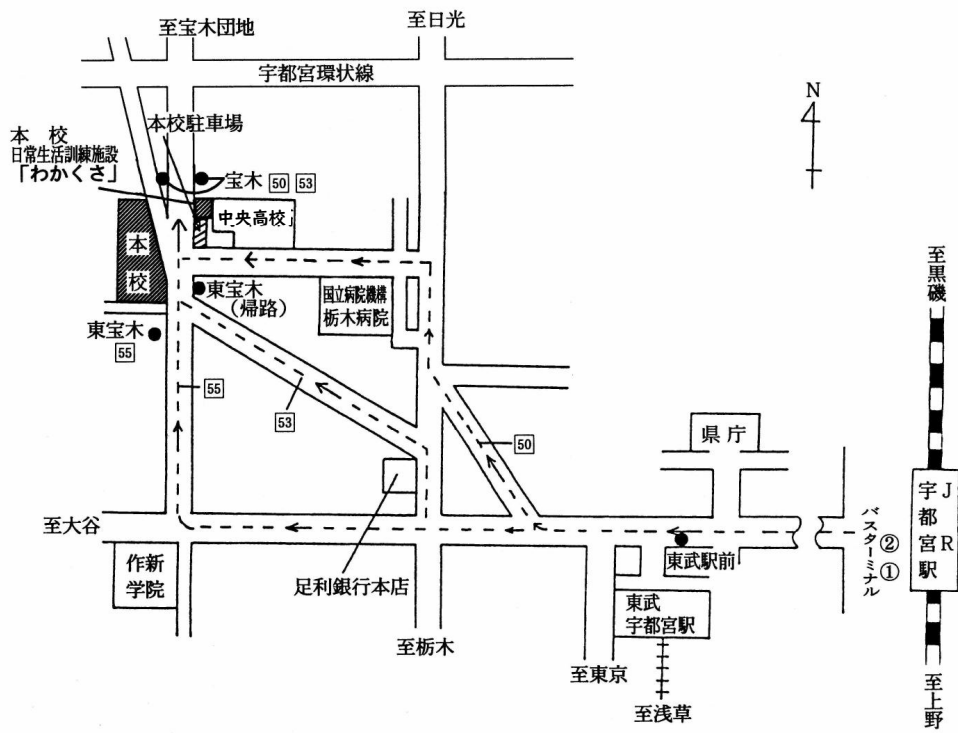 至宝木団地
至日光
宇都宮環状線
N
本校駐車場
本 校
日常生活訓練施設
「わかくさ」
宝木 50 53
中央高校
本校
東宝木
(帰路)
国立病院機構
栃木病院
東宝木
55
55
53
50
至黒磯
県庁
JR
宇都宮駅
バスターミナル
②
①
至大谷
東武駅前
作新
学院
足利銀行本店
東武
宇都宮駅
至栃木
至東京
至浅草
至上野